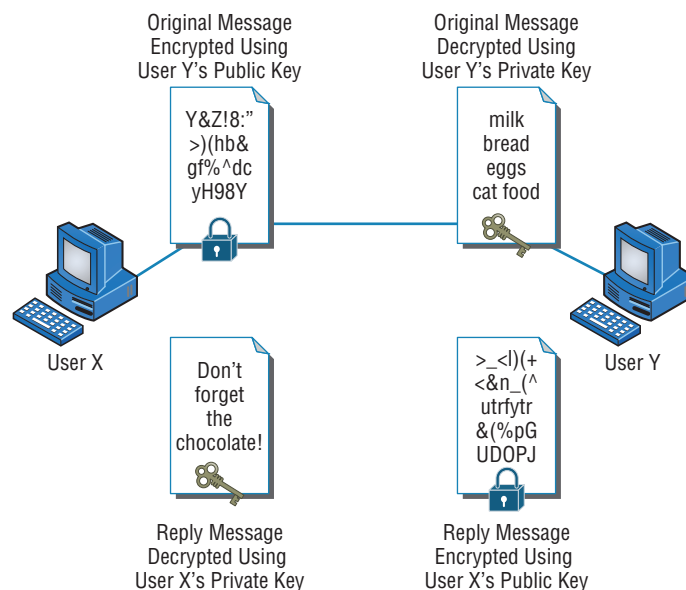 Original Message
Encrypted Using
User Y's Public Key
Original Message
Decrypted Using
User Y's Private Key
Y&Z!8:”
>)(hb&
gf%^dc
yH98Y
milk
bread
eggs
cat food
User X
User Y
Don't
forget
the
chocolate!
>_<l)(+
<&n_(^
utrfytr
&(%pG
UDOPJ
Reply Message
Decrypted Using
User X's Private Key
Reply Message
Encrypted Using
User X's Public Key